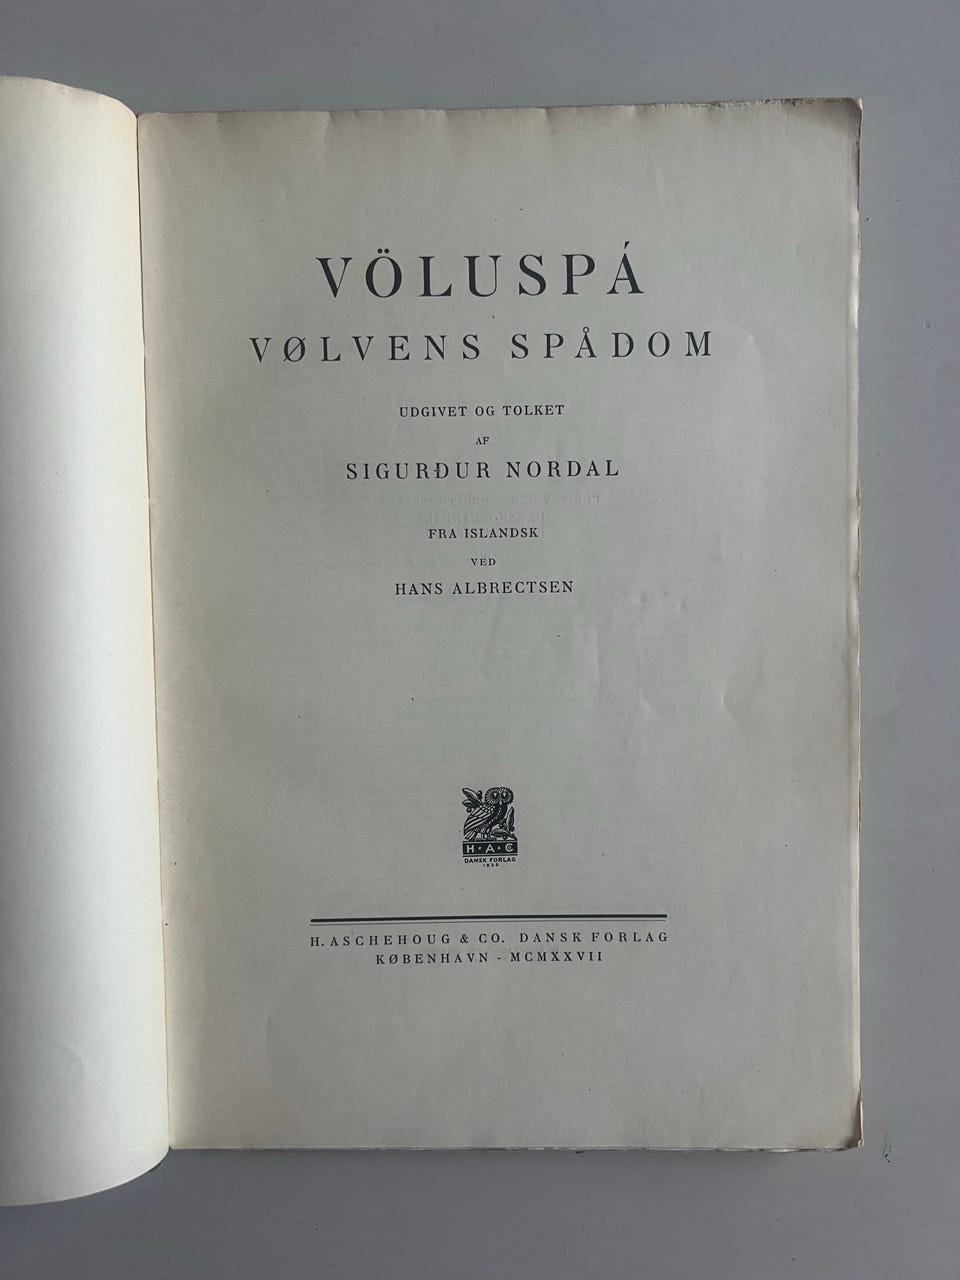 VÖLUSPÁ
VØLVENS SPÅDOM
UDGIVET OG TOLKET
AF
SIGURÐUR NORDAL
FRA ISLANDSK
VED
HANS ALBRECTSEN
H·A·C
DANSK FORLAG
H. ASCHEHOUG & CO. DANSK FORLAG
KØBENHAVN - MCMXXVII